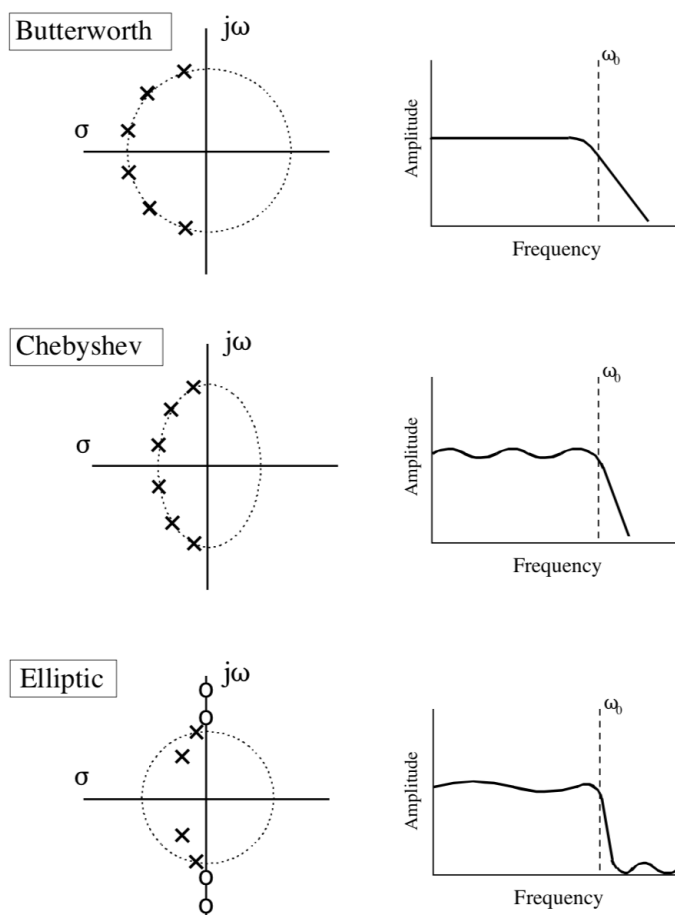 Butterworth
jω
σ
ω0
Amplitude
Frequency
Chebyshev
jω
σ
ω0
Amplitude
Frequency
Elliptic
jω
σ
ω0
Amplitude
Frequency